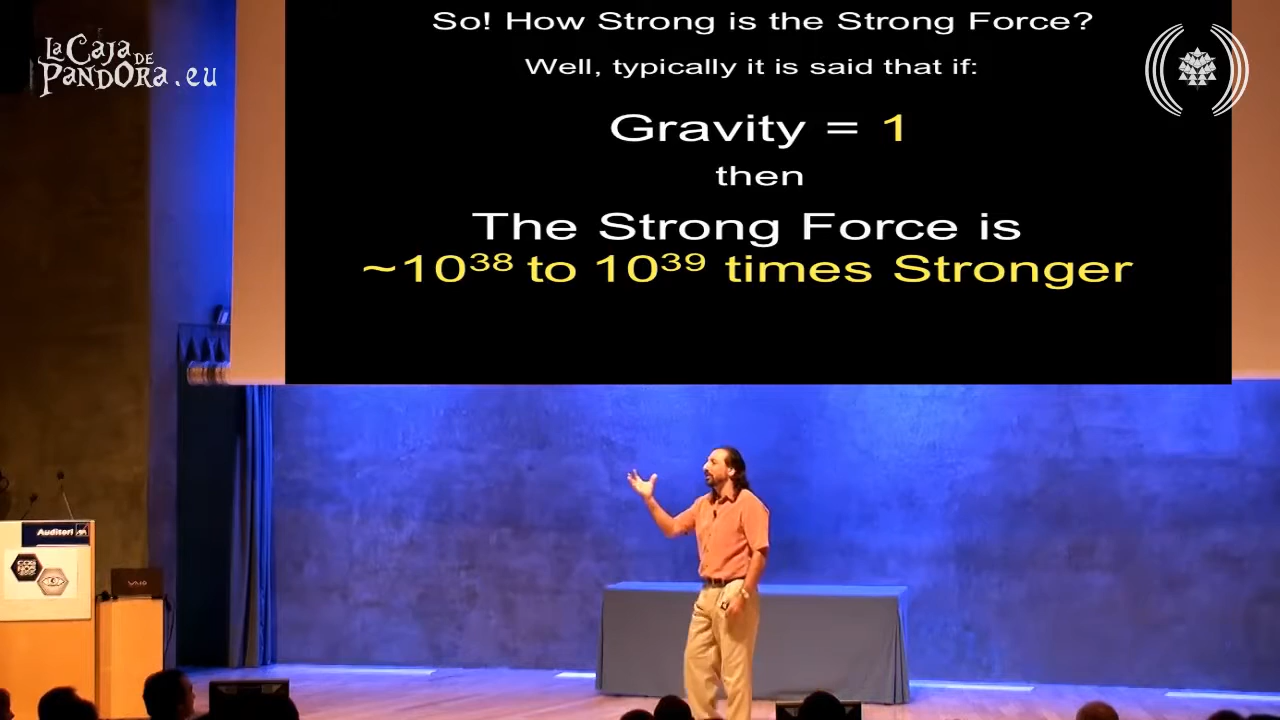 La Caja
DE
PANDORA.eu
So! How Strong is the Strong Force?
Well, typically it is said that if:
Gravity = 1
then
The Strong Force is
~10³⁸ to 10³⁹ times Stronger
Auditori
VAIO